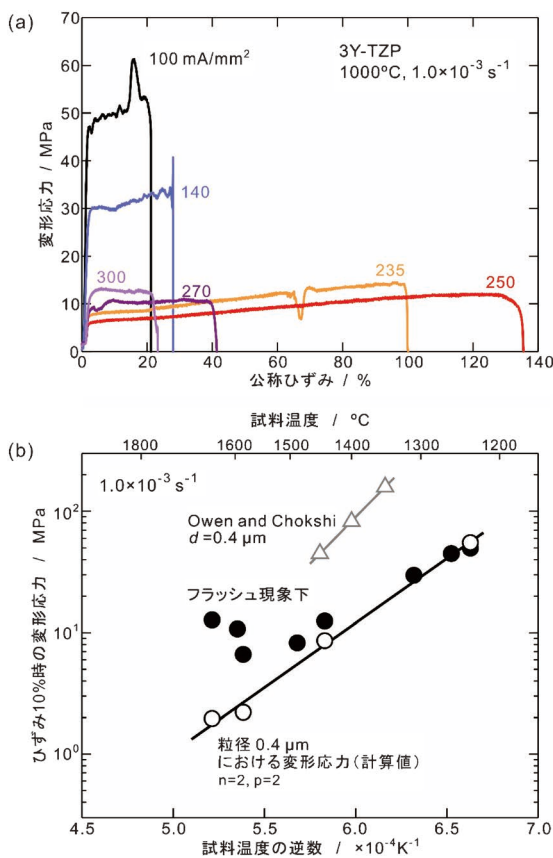 (a)
70
60
50
40
30
20
10
0
変形応力 / MPa
100 mA/mm²
3Y-TZP
1000ºC, 1.0×10⁻³ s⁻¹
140
300
270
235
250
0 20 40 60 80 100 120 140
公称ひずみ / %
試料温度 / ºC
1800 1700 1600 1500 1400 1300 1200
(b)
1.0×10⁻³ s⁻¹
10²
10¹
10⁰
ひずみ10%時の変形応力 / MPa
Owen and Chokshi
d =0.4 μm
フラッシュ現象下
粒径 0.4 μm
における変形応力(計算値)
n=2, p=2
4.5 5.0 5.5 6.0 6.5 7.0
試料温度の逆数 / ×10⁻⁴K⁻¹